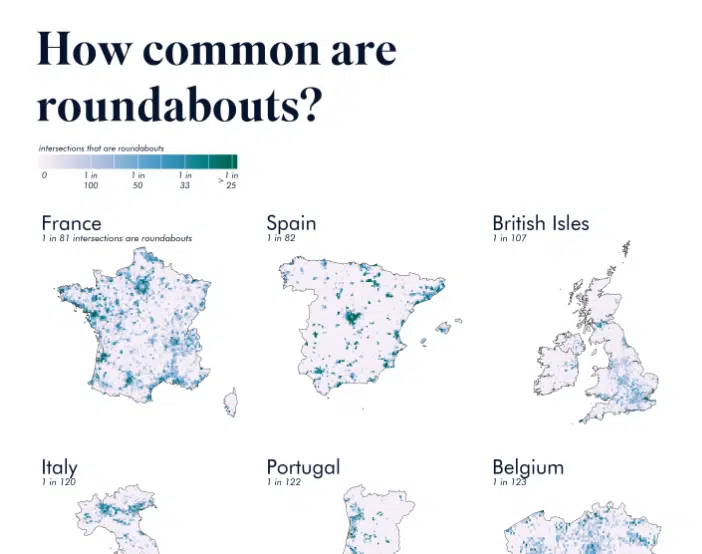 How common are
roundabouts?
intersections that are roundabouts
0 1 in 100 1 in 50 1 in 33 > 1 in 25
France
1 in 81 intersections are roundabouts
Spain
1 in 82
British Isles
1 in 107
Italy
1 in 120
Portugal
1 in 122
Belgium
1 in 123